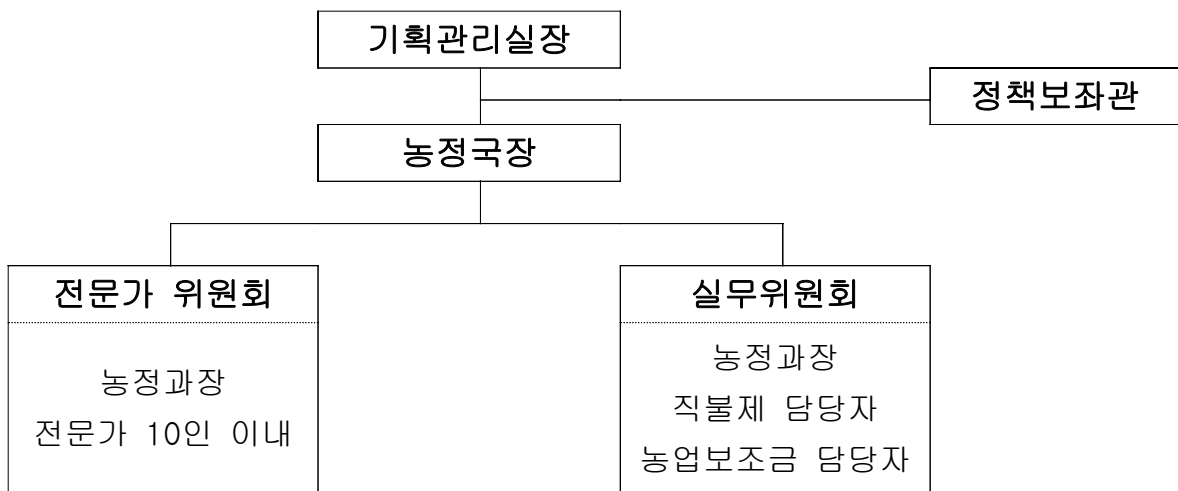 기획관리실장
정책보좌관
농정국장
전문가 위원회
농정과장
전문가 10인 이내
실무위원회
농정과장
직불제 담당자
농업보조금 담당자